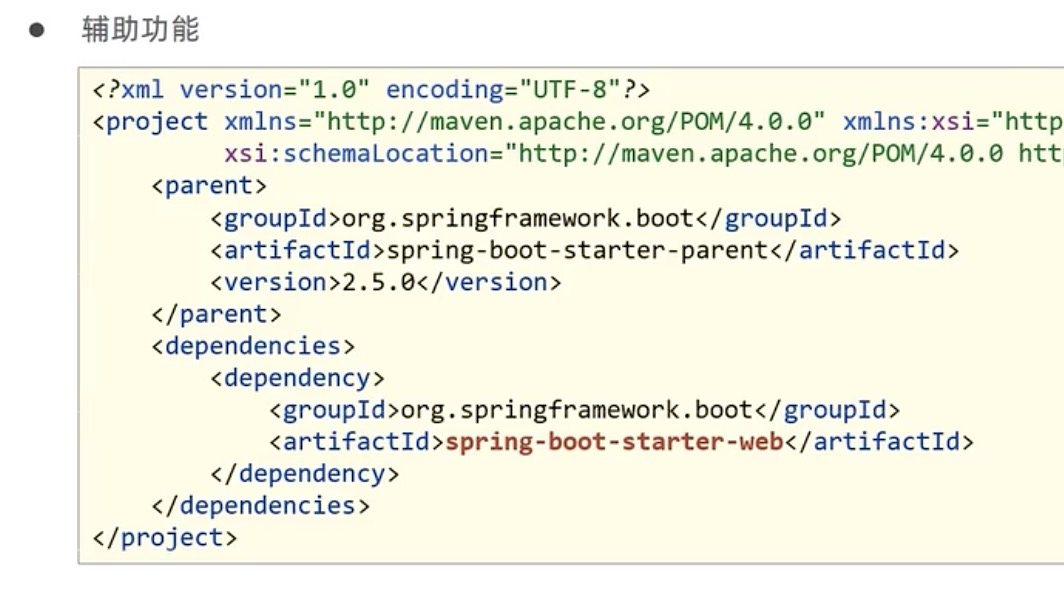 ● 辅助功能
<?xml version="1.0" encoding="UTF-8"?>
<project xmlns="http://maven.apache.org/POM/4.0.0" xmlns:xsi="http
xsi:schemaLocation="http://maven.apache.org/POM/4.0.0 htt
<parent>
<groupId>org.springframework.boot</groupId>
<artifactId>spring-boot-starter-parent</artifactId>
<version>2.5.0</version>
</parent>
<dependencies>
<dependency>
<groupId>org.springframework.boot</groupId>
<artifactId>spring-boot-starter-web</artifactId>
</dependency>
</dependencies>
</project>